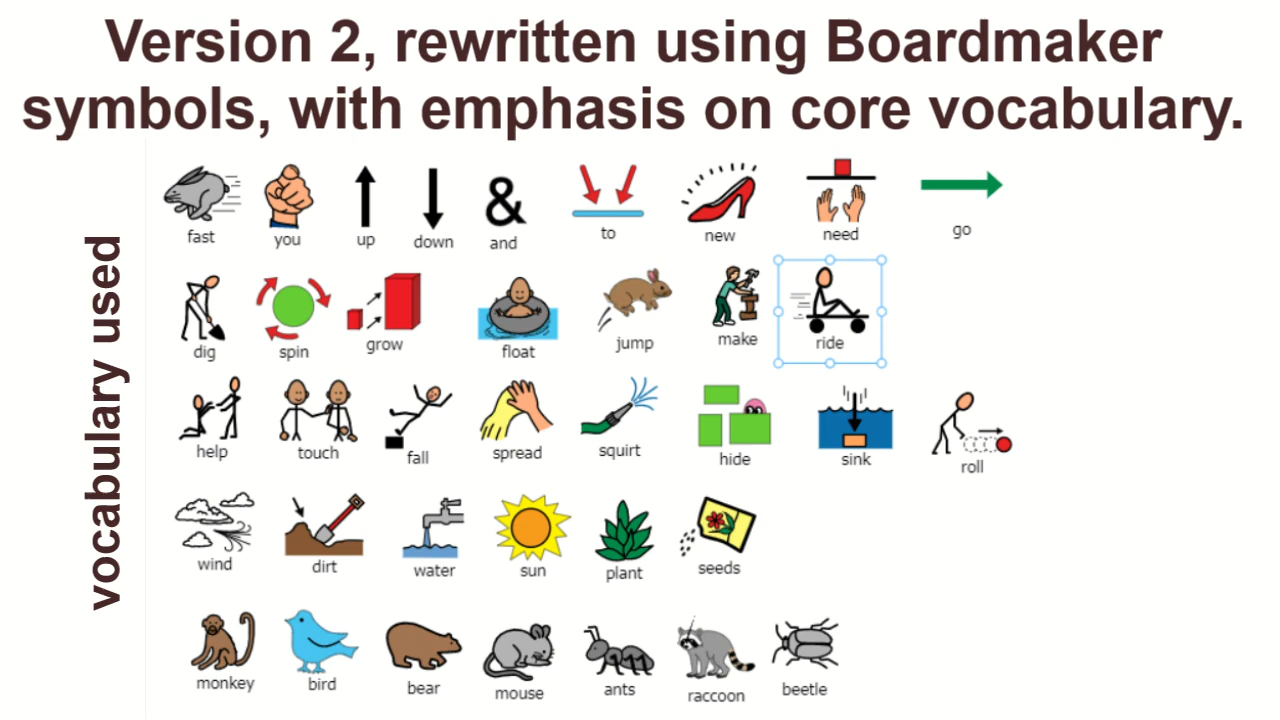 Version 2, rewritten using Boardmaker
symbols, with emphasis on core vocabulary.
vocabulary used
fast you up down and to new need go
dig spin grow float jump make ride
help touch fall spread squirt hide sink roll
wind dirt water sun plant seeds
monkey bird bear mouse ants raccoon beetle